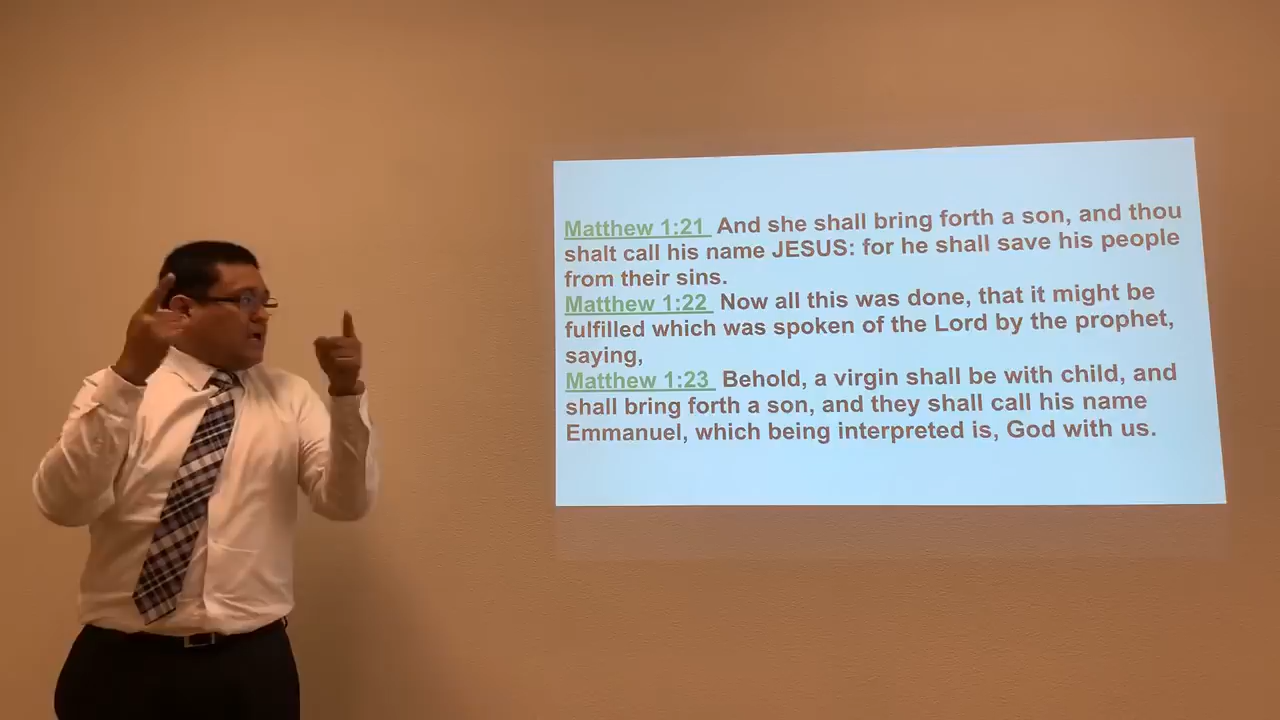 Matthew 1:21 And she shall bring forth a son, and thou
shalt call his name JESUS: for he shall save his people
from their sins.
Matthew 1:22 Now all this was done, that it might be
fulfilled which was spoken of the Lord by the prophet,
saying,
Matthew 1:23 Behold, a virgin shall be with child, and
shall bring forth a son, and they shall call his name
Emmanuel, which being interpreted is, God with us.